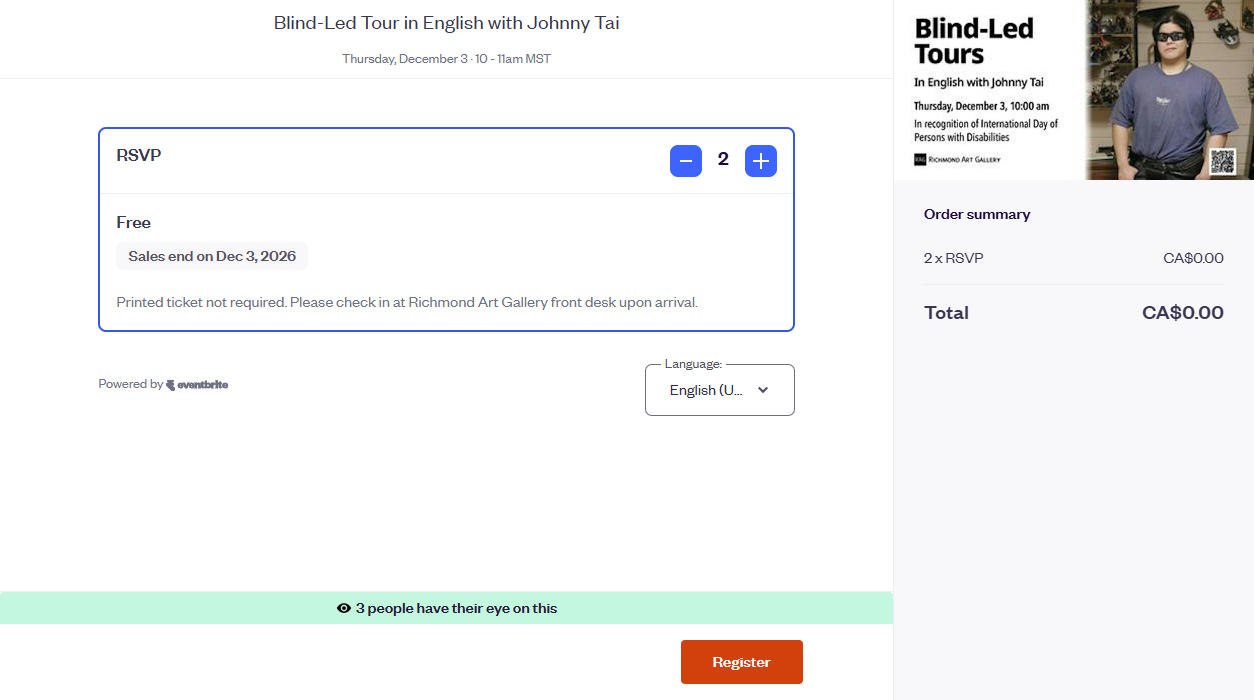 Blind-Led Tour in English with Johnny Tai
Thursday, December 3 · 10 - 11am MST
RSVP
2
Free
Sales end on Dec 3, 2026
Printed ticket not required. Please check in at Richmond Art Gallery front desk upon arrival.
Powered by eventbrite
Language:
English (U...
3 people have their eye on this
Register
Blind-Led
Tours
In English with Johnny Tai
Thursday, December 3, 10:00 am
In recognition of International Day of
Persons with Disabilities
RICHMOND ART GALLERY
Order summary
2 x RSVP CA$0.00
Total CA$0.00